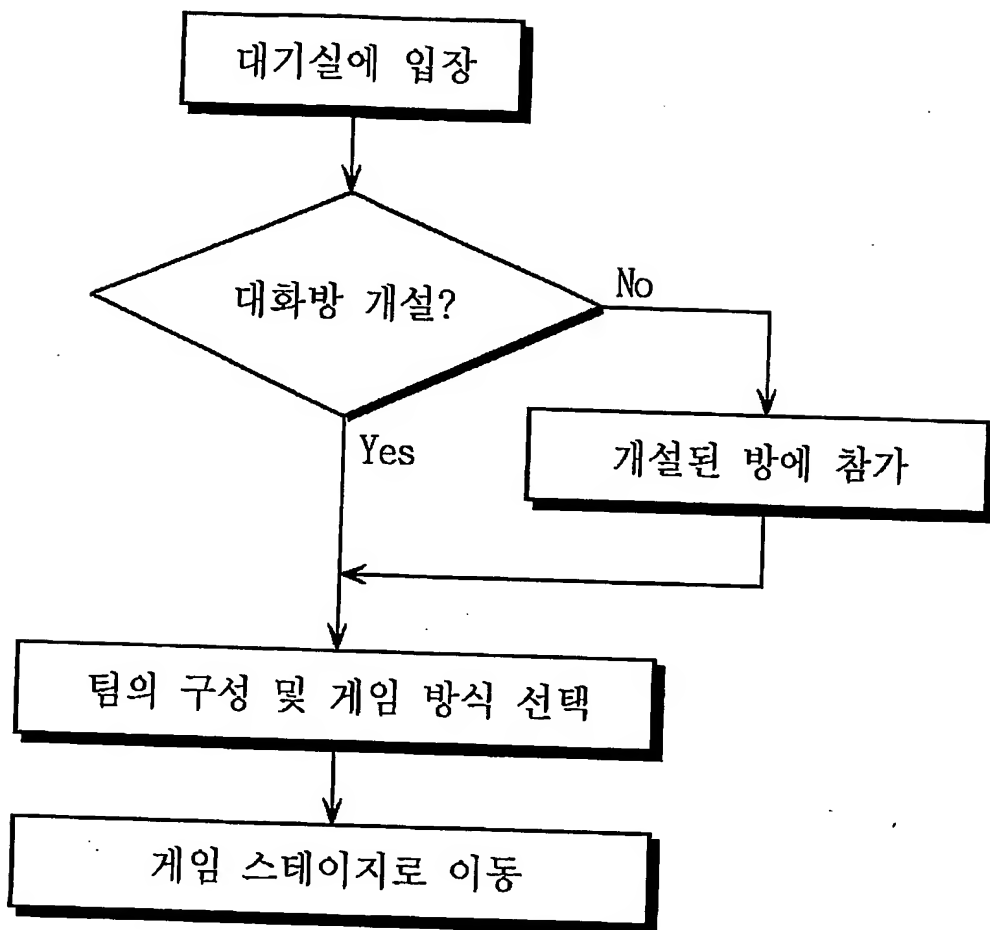 대기실에 입장
대화방 개설?
No
Yes
개설된 방에 참가
팀의 구성 및 게임 방식 선택
게임 스테이지로 이동